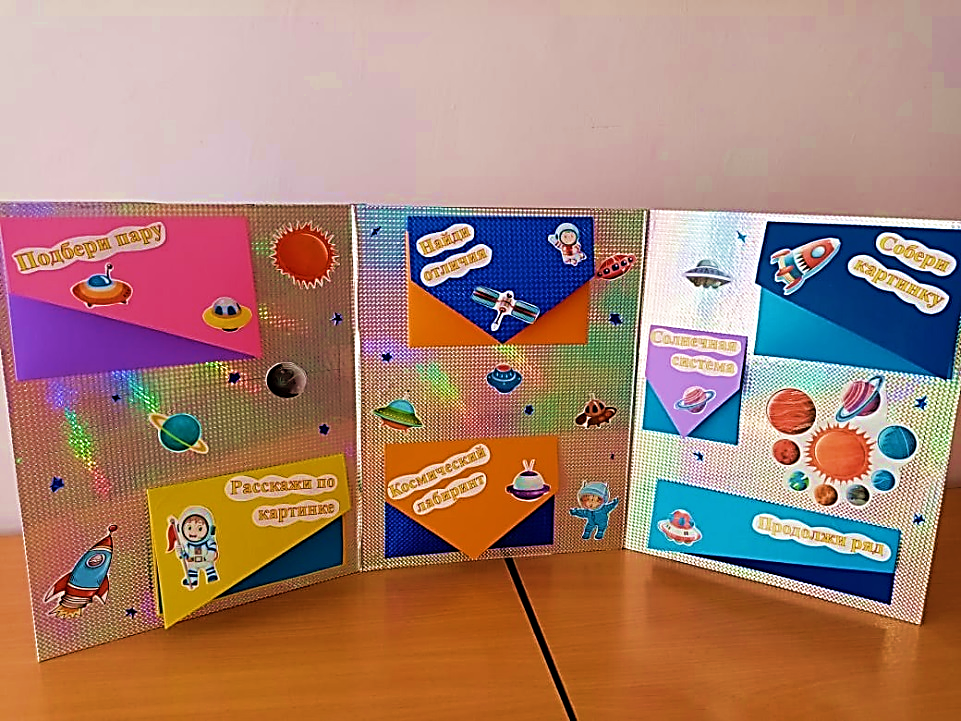 Подбери пару
Расскажи по
картинке
Найди
отличия
Космический
лабиринт
Собери
картинку
Солнечная
система
Продолжи ряд